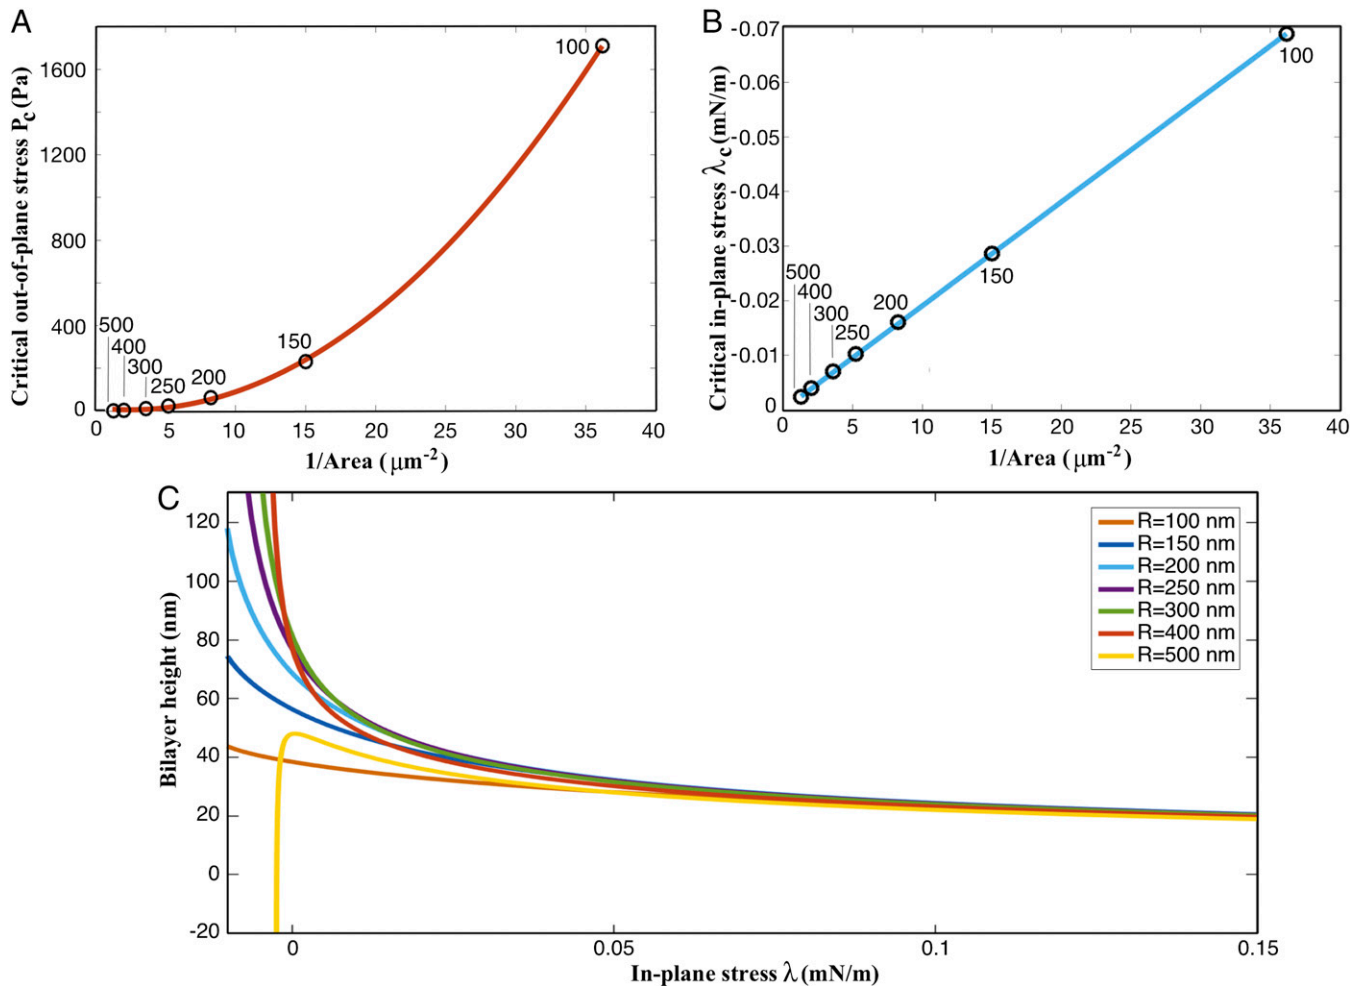 A
Critical out-of-plane stress Pc (Pa)
1600
1200
800
400
0
500
400
300
250
200
150
100
0 5 10 15 20 25 30 35 40
1/Area (μm-2)
B
Critical in-plane stress λc (mN/m)
-0.07
-0.06
-0.05
-0.04
-0.03
-0.02
-0.01
0
500
400
300
250
200
150
100
0 5 10 15 20 25 30 35 40
1/Area (μm-2)
C
Bilayer height (nm)
120
100
80
60
40
20
0
-20
R=100 nm
R=150 nm
R=200 nm
R=250 nm
R=300 nm
R=400 nm
R=500 nm
0 0.05 0.1 0.15
In-plane stress λ (mN/m)